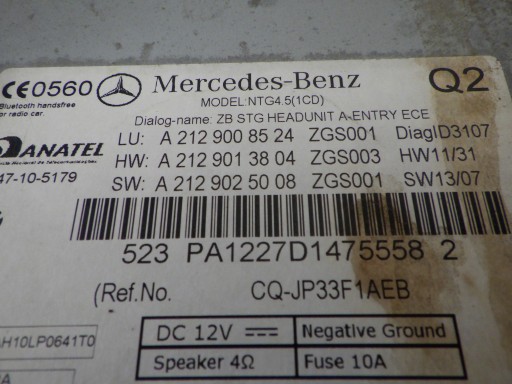 CE0560 Mercedes-Benz Q2
Bluetooth handsfree
or radio car.
MODEL:NTG4.5(1CD)
Dialog-name: ZB STG HEADUNIT A-ENTRY ECE
ANATEL
LU: A 212 900 85 24 ZGS001 DiagID3107
HW: A 212 901 38 04 ZGS003 HW11/31
47-10-5179
SW: A 212 902 50 08 ZGS001 SW13/07
523 PA1227D1475558 2
(Ref.No. CQ-JP33F1AEB
AH10LP0641T0
DC 12V Negative Ground
Speaker 4Ω Fuse 10A